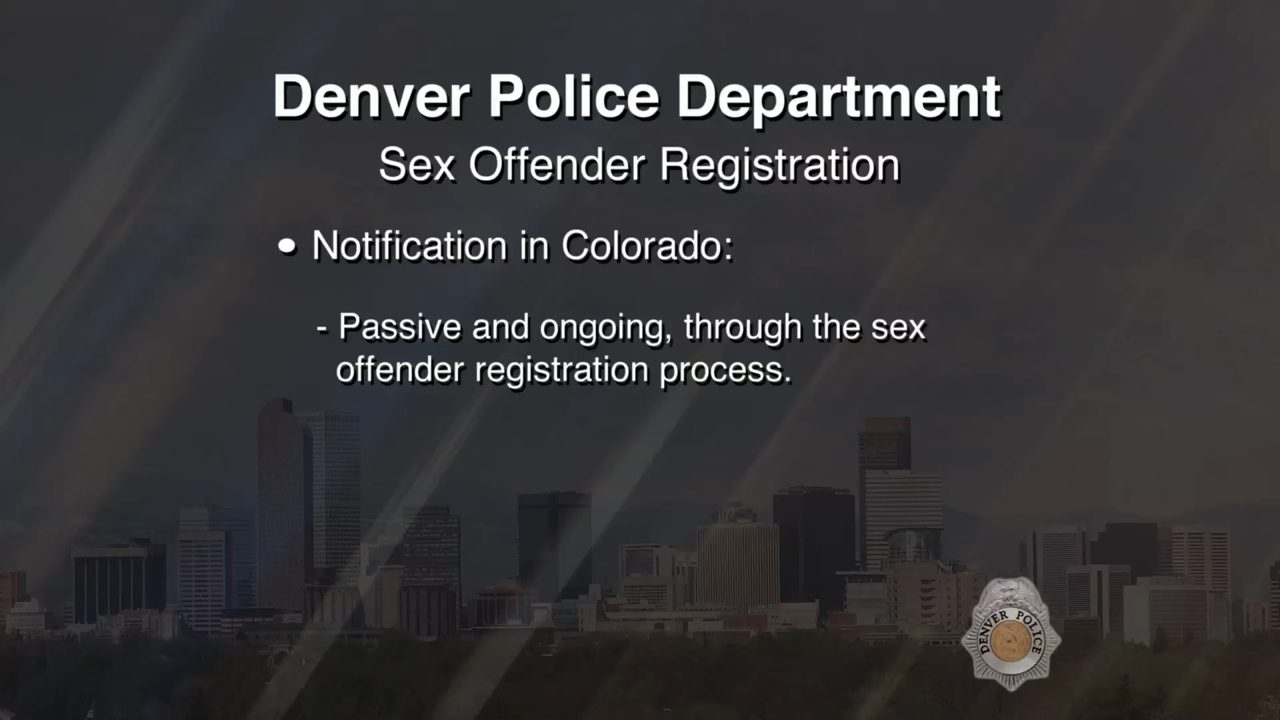 Denver Police Department
Sex Offender Registration
• Notification in Colorado:
- Passive and ongoing, through the sex
offender registration process.
DENVER POLICE